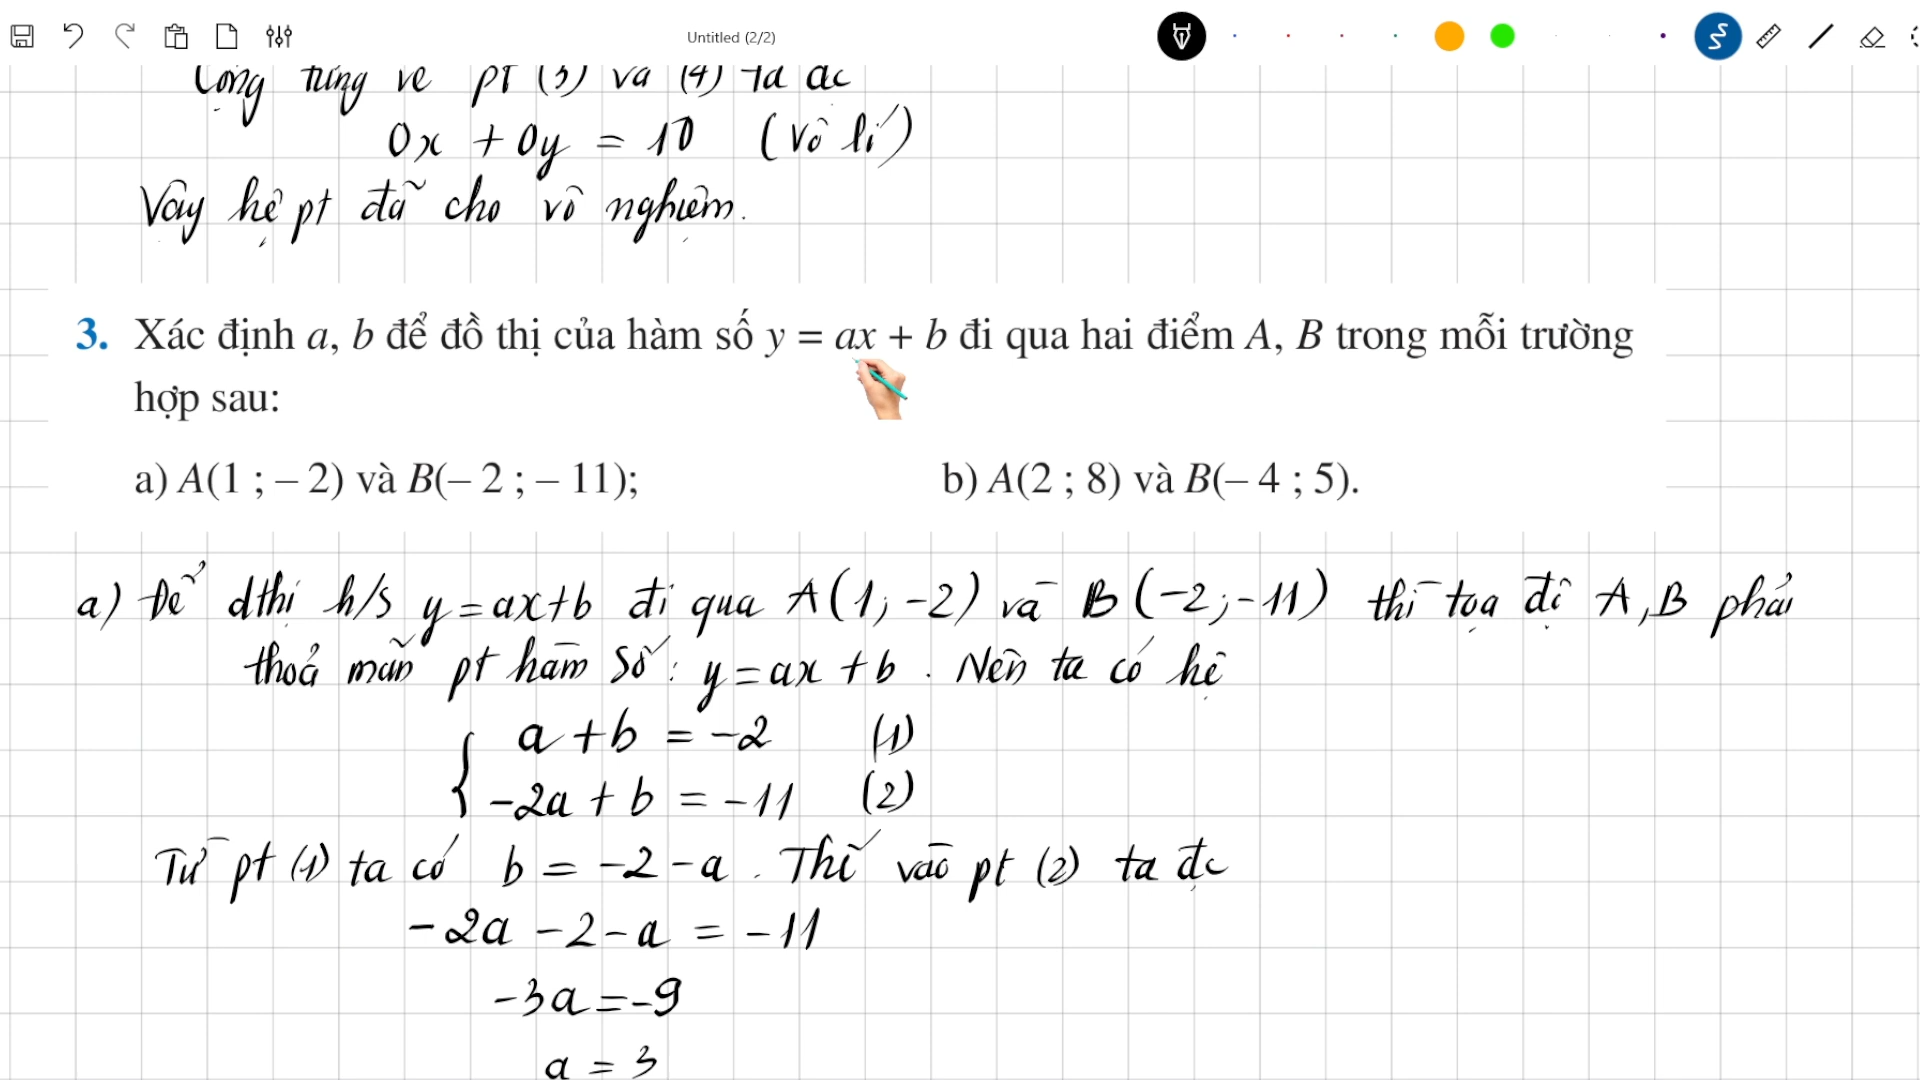 Untitled (2/2)
Cộng từng vế pt (3) và (4) ta đc
0x + 0y = 10 (vô lí)
Vậy hệ pt đã cho vô nghiệm.
3. Xác định a, b để đồ thị của hàm số y = ax + b đi qua hai điểm A, B trong mỗi trường
hợp sau:
a) A(1 ; – 2) và B(– 2 ; – 11); b) A(2 ; 8) và B(– 4 ; 5).
a) Để đthị h/s y = ax+b đi qua A(1; -2) và B(-2; -11) thì toạ độ A, B phải
thoả mãn pt hàm số: y = ax + b. Nên ta có hệ
{ a + b = -2 (1)
-2a + b = -11 (2)
Từ pt (1) ta có b = -2 - a. Thế vào pt (2) ta đc
-2a - 2 - a = -11
-3a = -9
a = 3